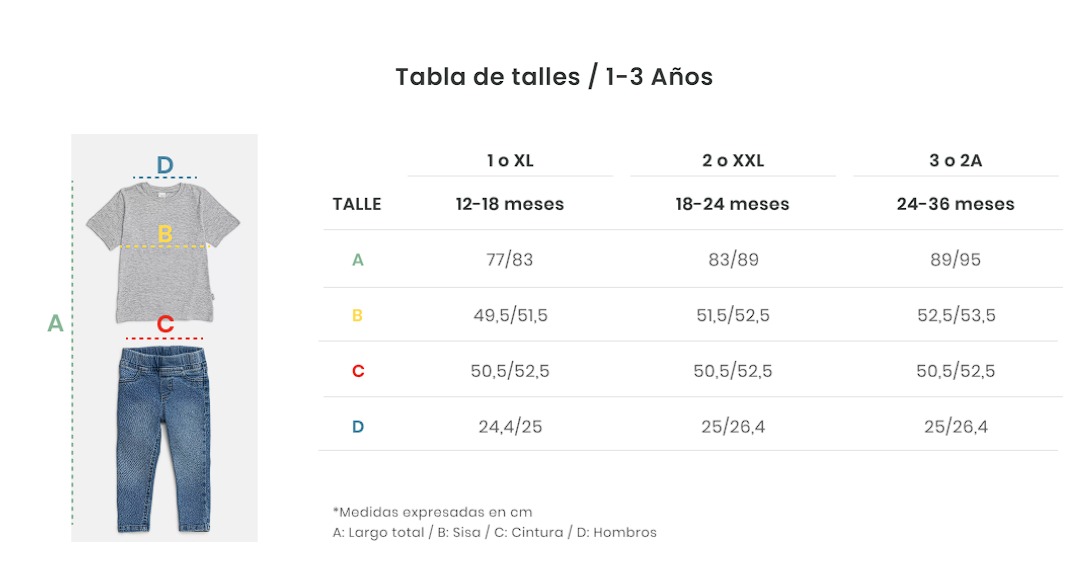 Tabla de talles / 1-3 Años
1 o XL 2 o XXL 3 o 2A
TALLE 12-18 meses 18-24 meses 24-36 meses
A 77/83 83/89 89/95
B 49,5/51,5 51,5/52,5 52,5/53,5
C 50,5/52,5 50,5/52,5 50,5/52,5
D 24,4/25 25/26,4 25/26,4
*Medidas expresadas en cm
A: Largo total / B: Sisa / C: Cintura / D: Hombros
D
B
A
C